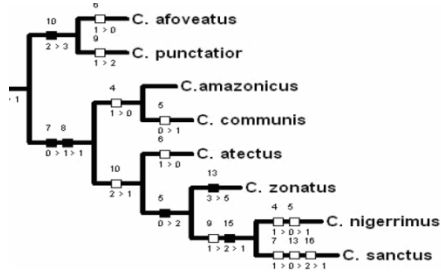 6
10
C. afoveatus
1 > 0
2 > 3
9
C. punctatior
1 > 2
C.amazonicus
4
1 > 0
5
C. communis
0 > 1
> 1
7 8
0 > 1 > 1
6
C. atectus
1 > 0
10
2 > 1
13
C. zonatus
3 > 5
5
0 > 2
4 5
C. nigerrimus
1 > 0 > 1
9 15
1 > 2 > 1
7 13 16
C. sanctus
1 > 0 > 2 > 1